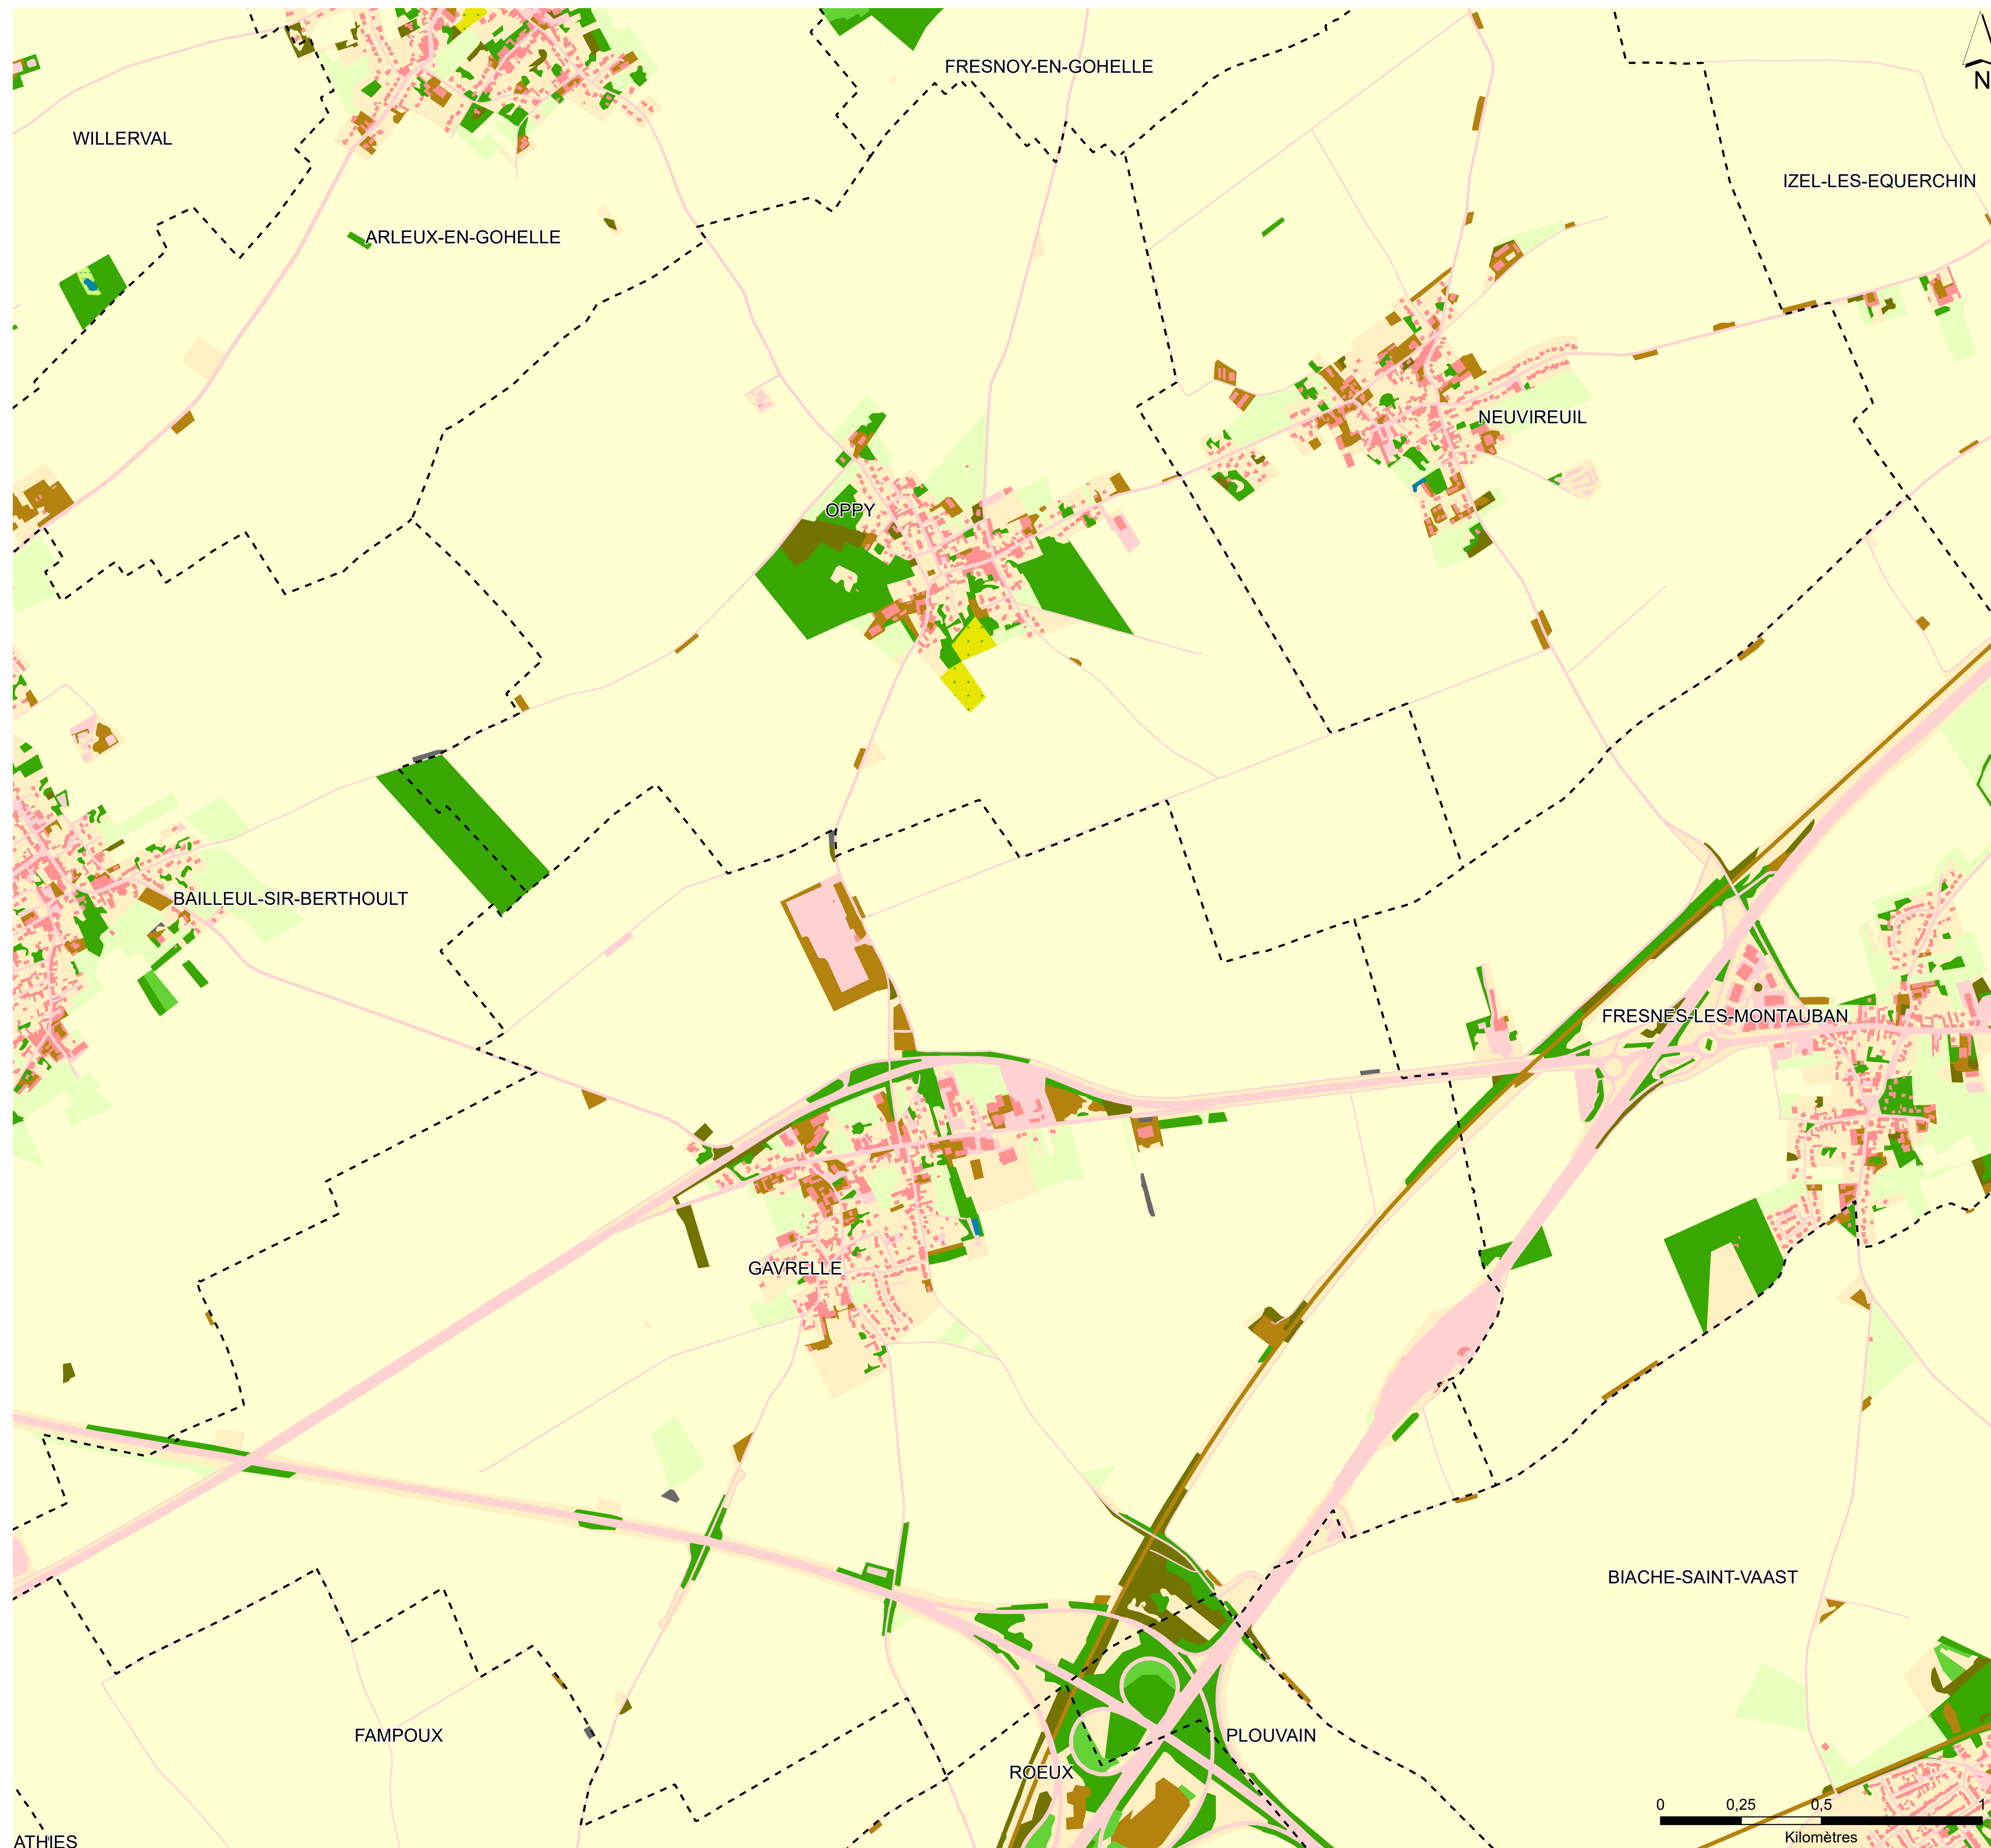 FRESNOY-EN-GOHELLE
N
WILLERVAL
IZEL-LES-EQUERCHIN
ARLEUX-EN-GOHELLE
NEUVIREUIL
OPPY
BAILLEUL-SIR-BERTHOULT
FRESNES-LES-MONTAUBAN
GAVRELLE
BIACHE-SAINT-VAAST
FAMPOUX
PLOUVAIN
ROEUX
0 0,25 0,5 1
Kilomètres
ATHIES